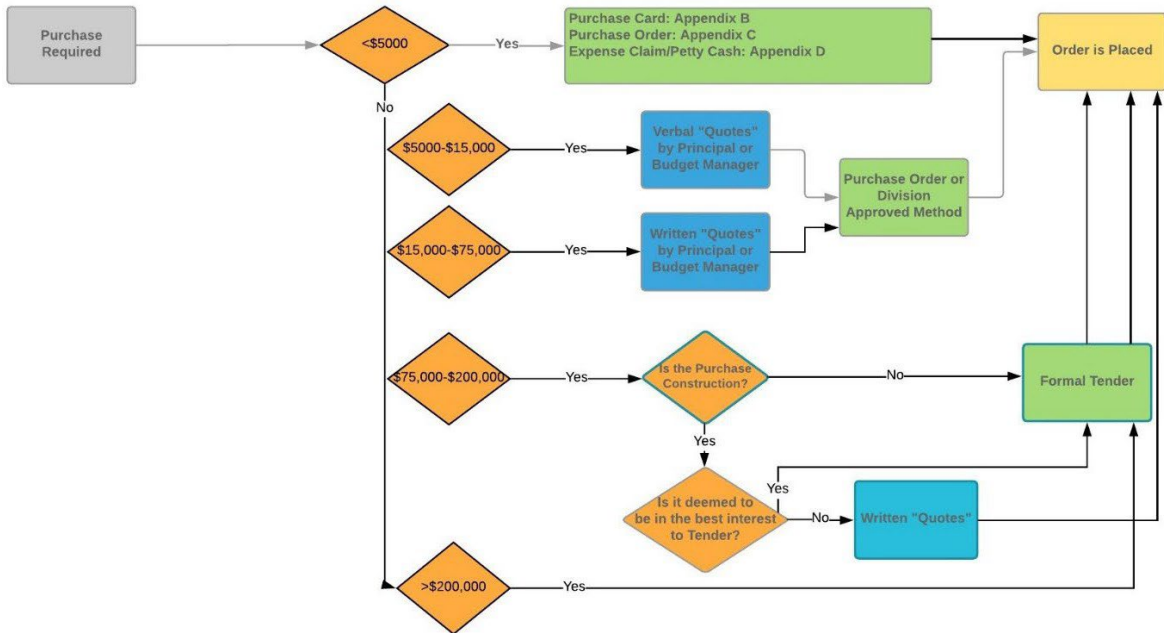 Purchase
Required
<$5000
Yes
Purchase Card: Appendix B
Purchase Order: Appendix C
Expense Claim/Petty Cash: Appendix D
Order is Placed
No
$5000-$15,000
Yes
Verbal "Quotes"
by Principal or
Budget Manager
Purchase Order or
Division
Approved Method
$15,000-$75,000
Yes
Written "Quotes"
by Principal or
Budget Manager
$75,000-$200,000
Yes
Is the Purchase
Construction?
No
Formal Tender
Yes
Is it deemed to
be in the best interest
to Tender?
Yes
No
Written "Quotes"
>$200,000
Yes